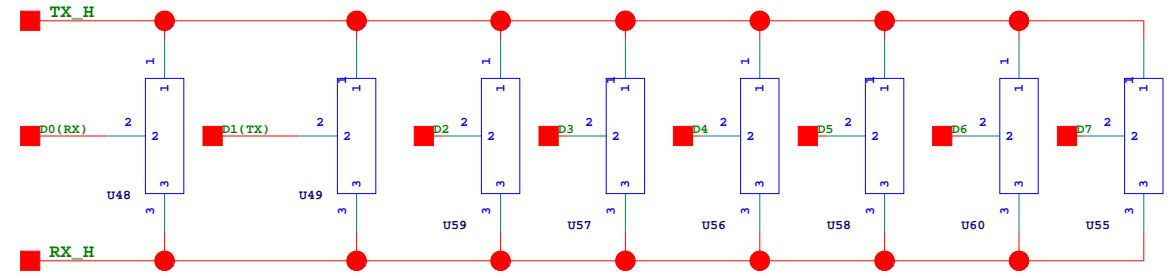 TX_H
1 1 1 1 1 1 1 1
1 1 1 1 1 1 1 1
D0(RX) 2 2 D1(TX) 2 2 D2 2 2 D3 2 2 D4 2 2 D5 2 2 D6 2 2 D7 2 2
3 3 3 3 3 3 3 3
U48 U49 U59 U57 U56 U58 U60 U55
3 3 3 3 3 3 3 3
RX_H